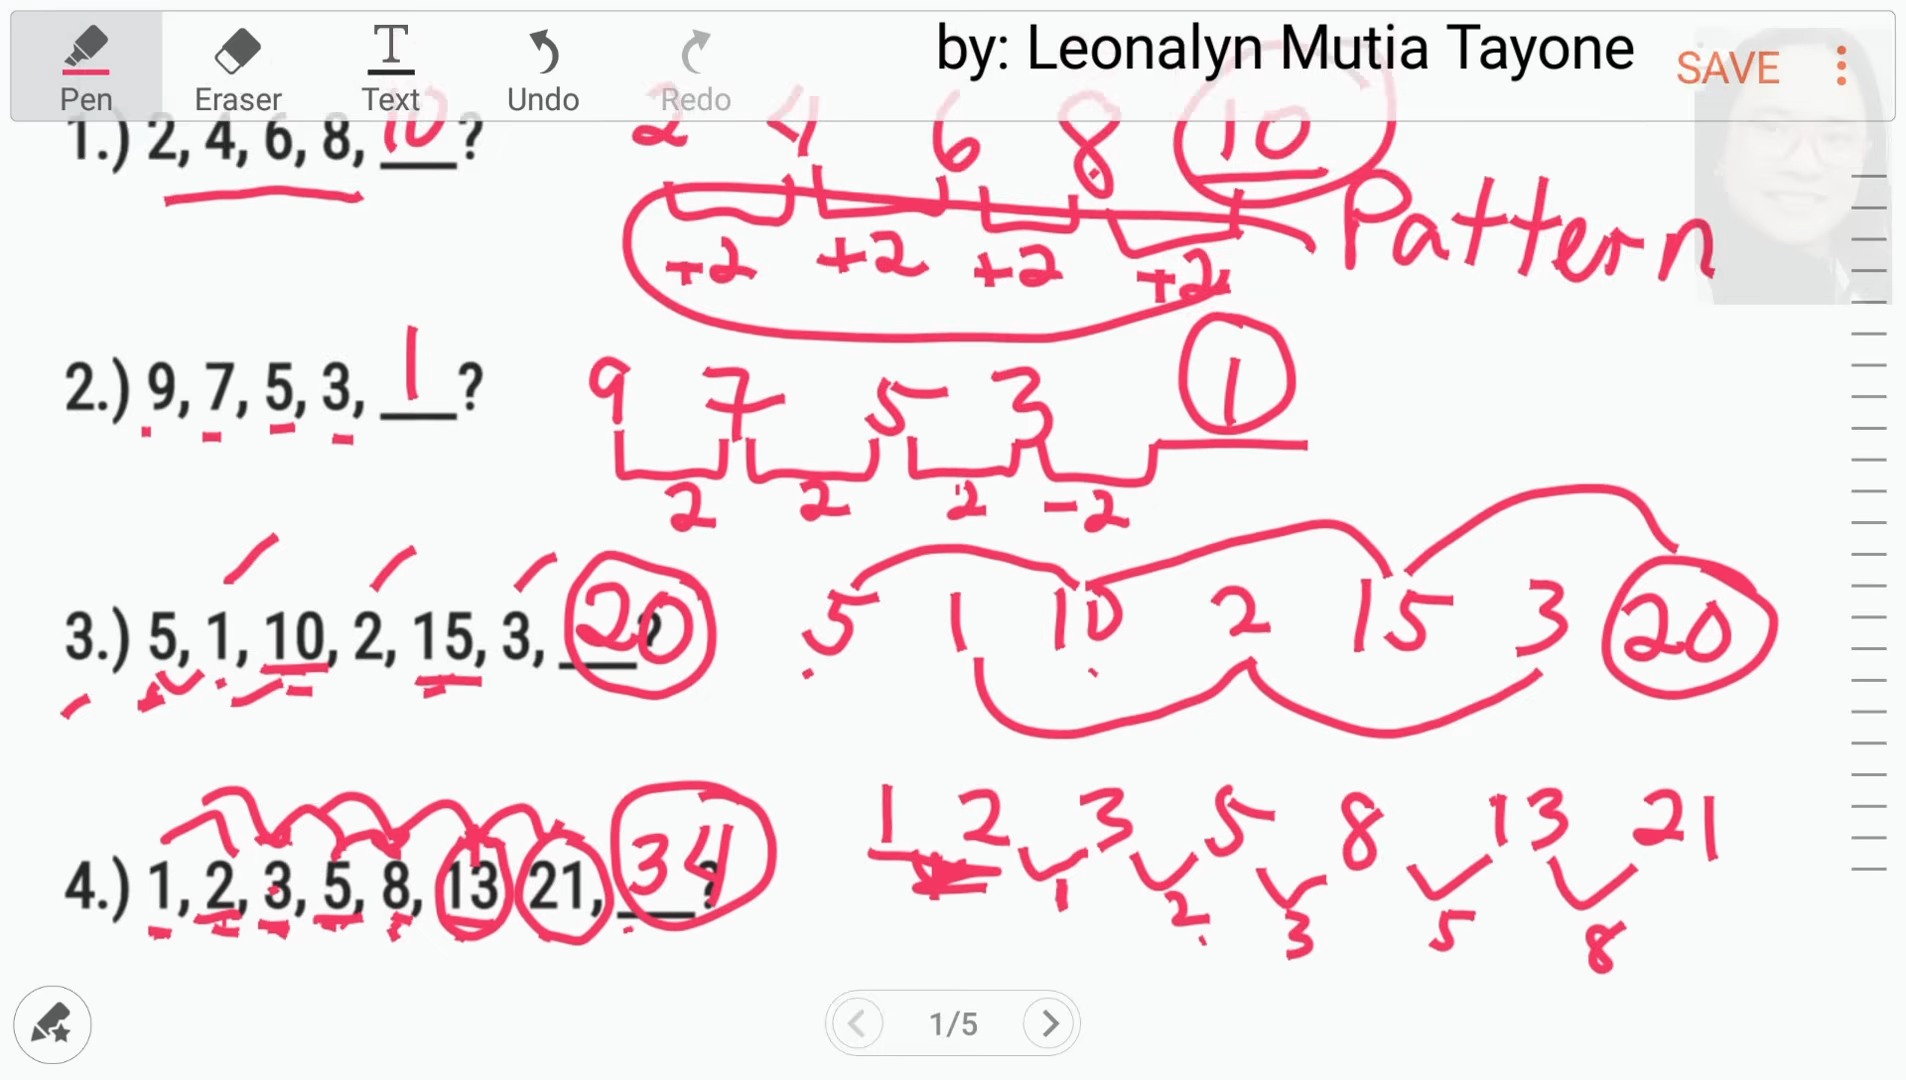 by: Leonalyn Mutia Tayone
SAVE
Pen Eraser Text Undo Redo
1.) 2, 4, 6, 8, 10 ? 2 4 6 8 10
+2 +2 +2 +2 Pattern
2.) 9, 7, 5, 3, 1 ? 9 7 5 3 1
2 2 2 -2
3.) 5, 1, 10, 2, 15, 3, 20 ? 5 1 10 2 15 3 20
4.) 1, 2, 3, 5, 8, 13 21, 34 ? 1 2 3 5 8 13 21
1 2 3 5 8
1/5